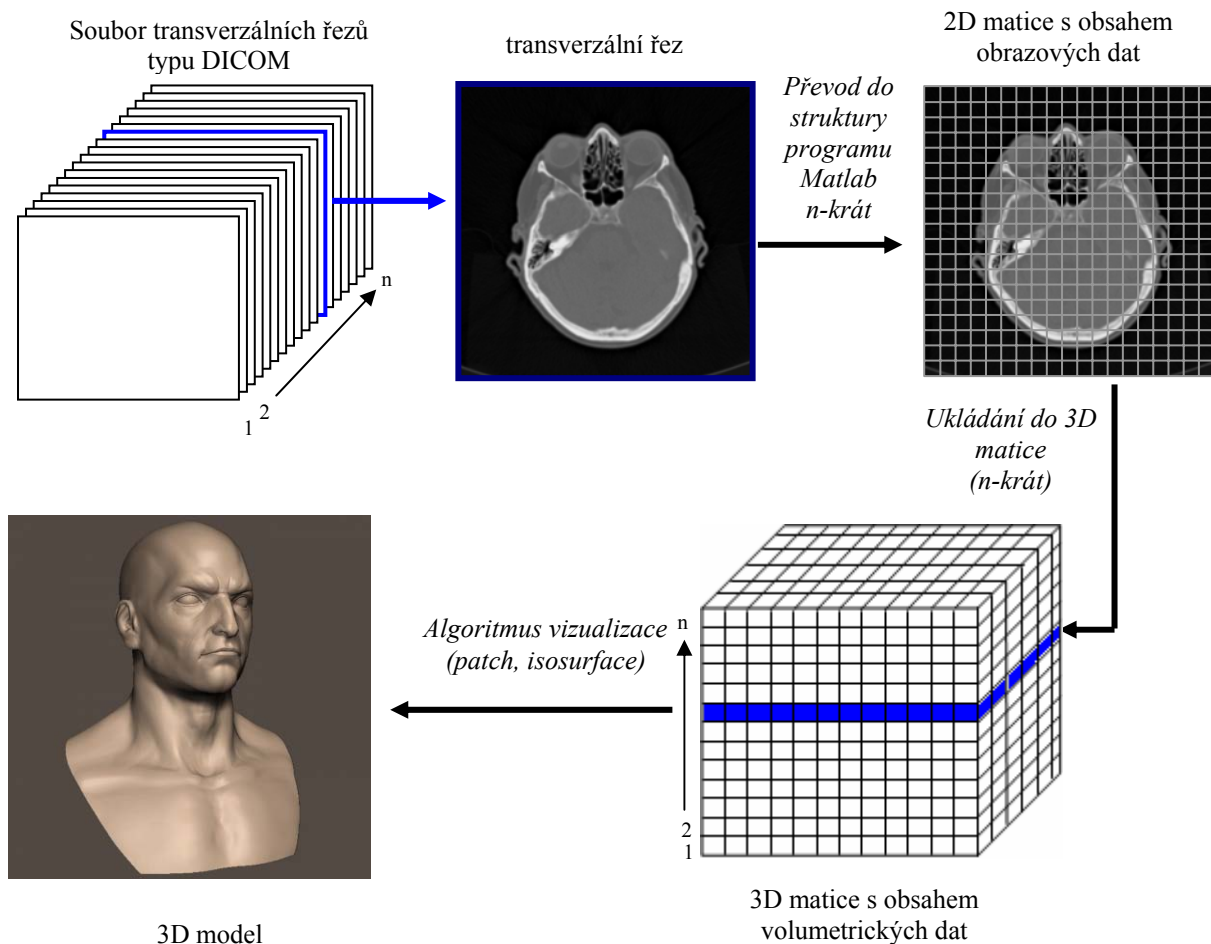 Soubor transverzálních řezů
typu DICOM
n
2
1
transverzální řez
Převod do
struktury
programu
Matlab
n-krát
2D matice s obsahem
obrazových dat
Ukládání do 3D
matice
(n-krát)
n
2
1
3D matice s obsahem
volumetrických dat
Algoritmus vizualizace
(patch, isosurface)
3D model